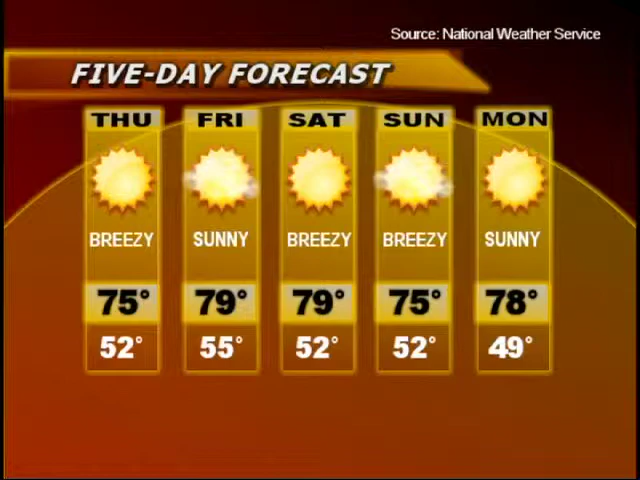 Source: National Weather Service
FIVE-DAY FORECAST
THU FRI SAT SUN MON
BREEZY SUNNY BREEZY BREEZY SUNNY
75° 79° 79° 75° 78°
52° 55° 52° 52° 49°